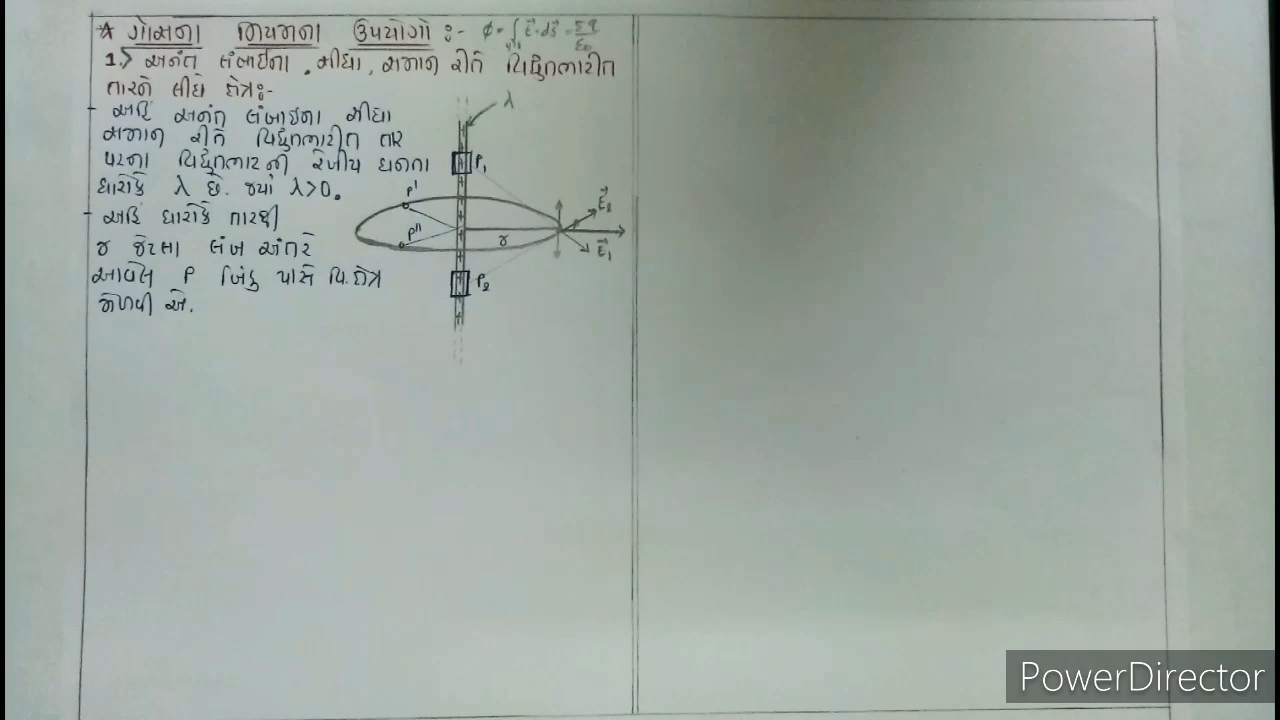 * ગૌસના નિયમના ઉપયોગો :- φ = ∫ E⃗·ds⃗ = Σq/ε₀
1.> અનંત લંબાઈના, સીધા, સમાન રીતે વિદ્યુતભારીત
તારને લીધે ક્ષેત્ર:-
- અહિં અનંત લંબાઈના સીધા
સમાન રીતે વિદ્યુતભારીત તાર
પરના વિદ્યુતભારની રેખીય ઘનતા
ધારોકે λ છે. જ્યાં λ>0.
- અહિં ધારોકે તારથી
r જેટલા લંબ અંતરે
આવેલ P બિંદુ પાસે વિ.ક્ષેત્ર
મેળવી એ.
λ
P₁
P'
P''
r
E⃗₂
E⃗₁
P₂
PowerDirector